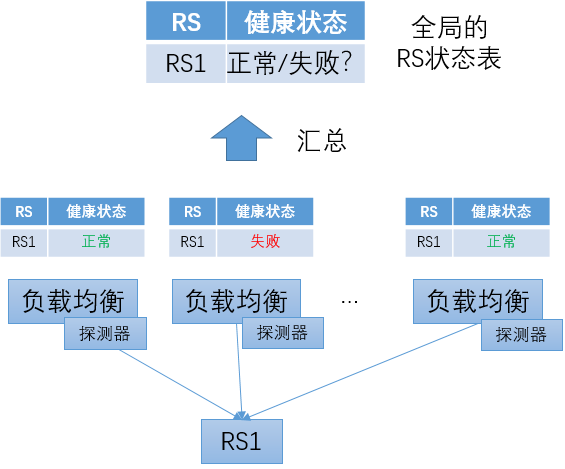 RS 健康状态
RS1 正常/失败?
全局的
RS状态表
汇总
RS 健康状态
RS1 正常
RS 健康状态
RS1 失败
RS 健康状态
RS1 正常
负载均衡
探测器
负载均衡
探测器
...
负载均衡
探测器
RS1